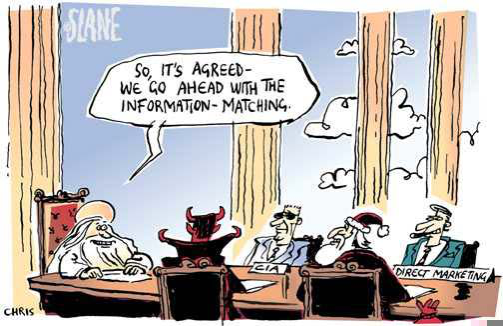 SLANE
SO, IT'S AGREED-
WE GO AHEAD WITH THE
INFORMATION-MATCHING.
CIA
DIRECT MARKETING
CHRIS